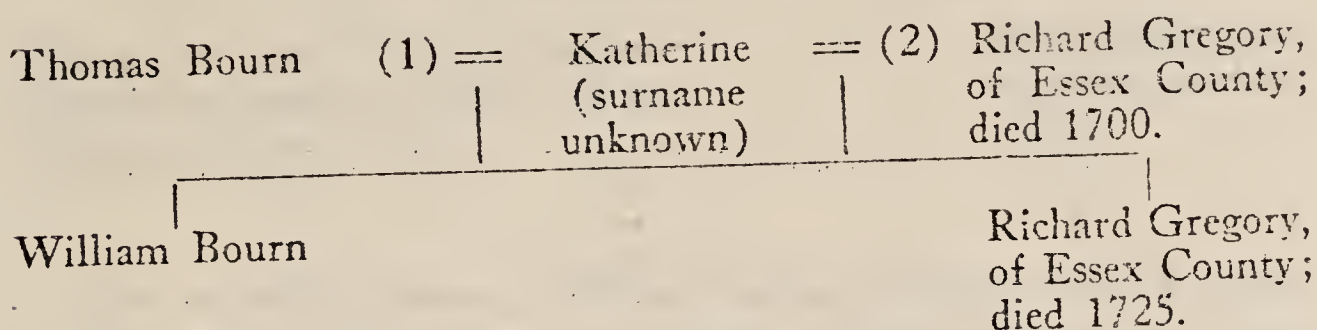 Thomas Bourn (1) = Katherine = (2) Richard Gregory,
(surname of Essex County;
unknown) died 1700.
William Bourn Richard Gregory,
of Essex County;
died 1725.